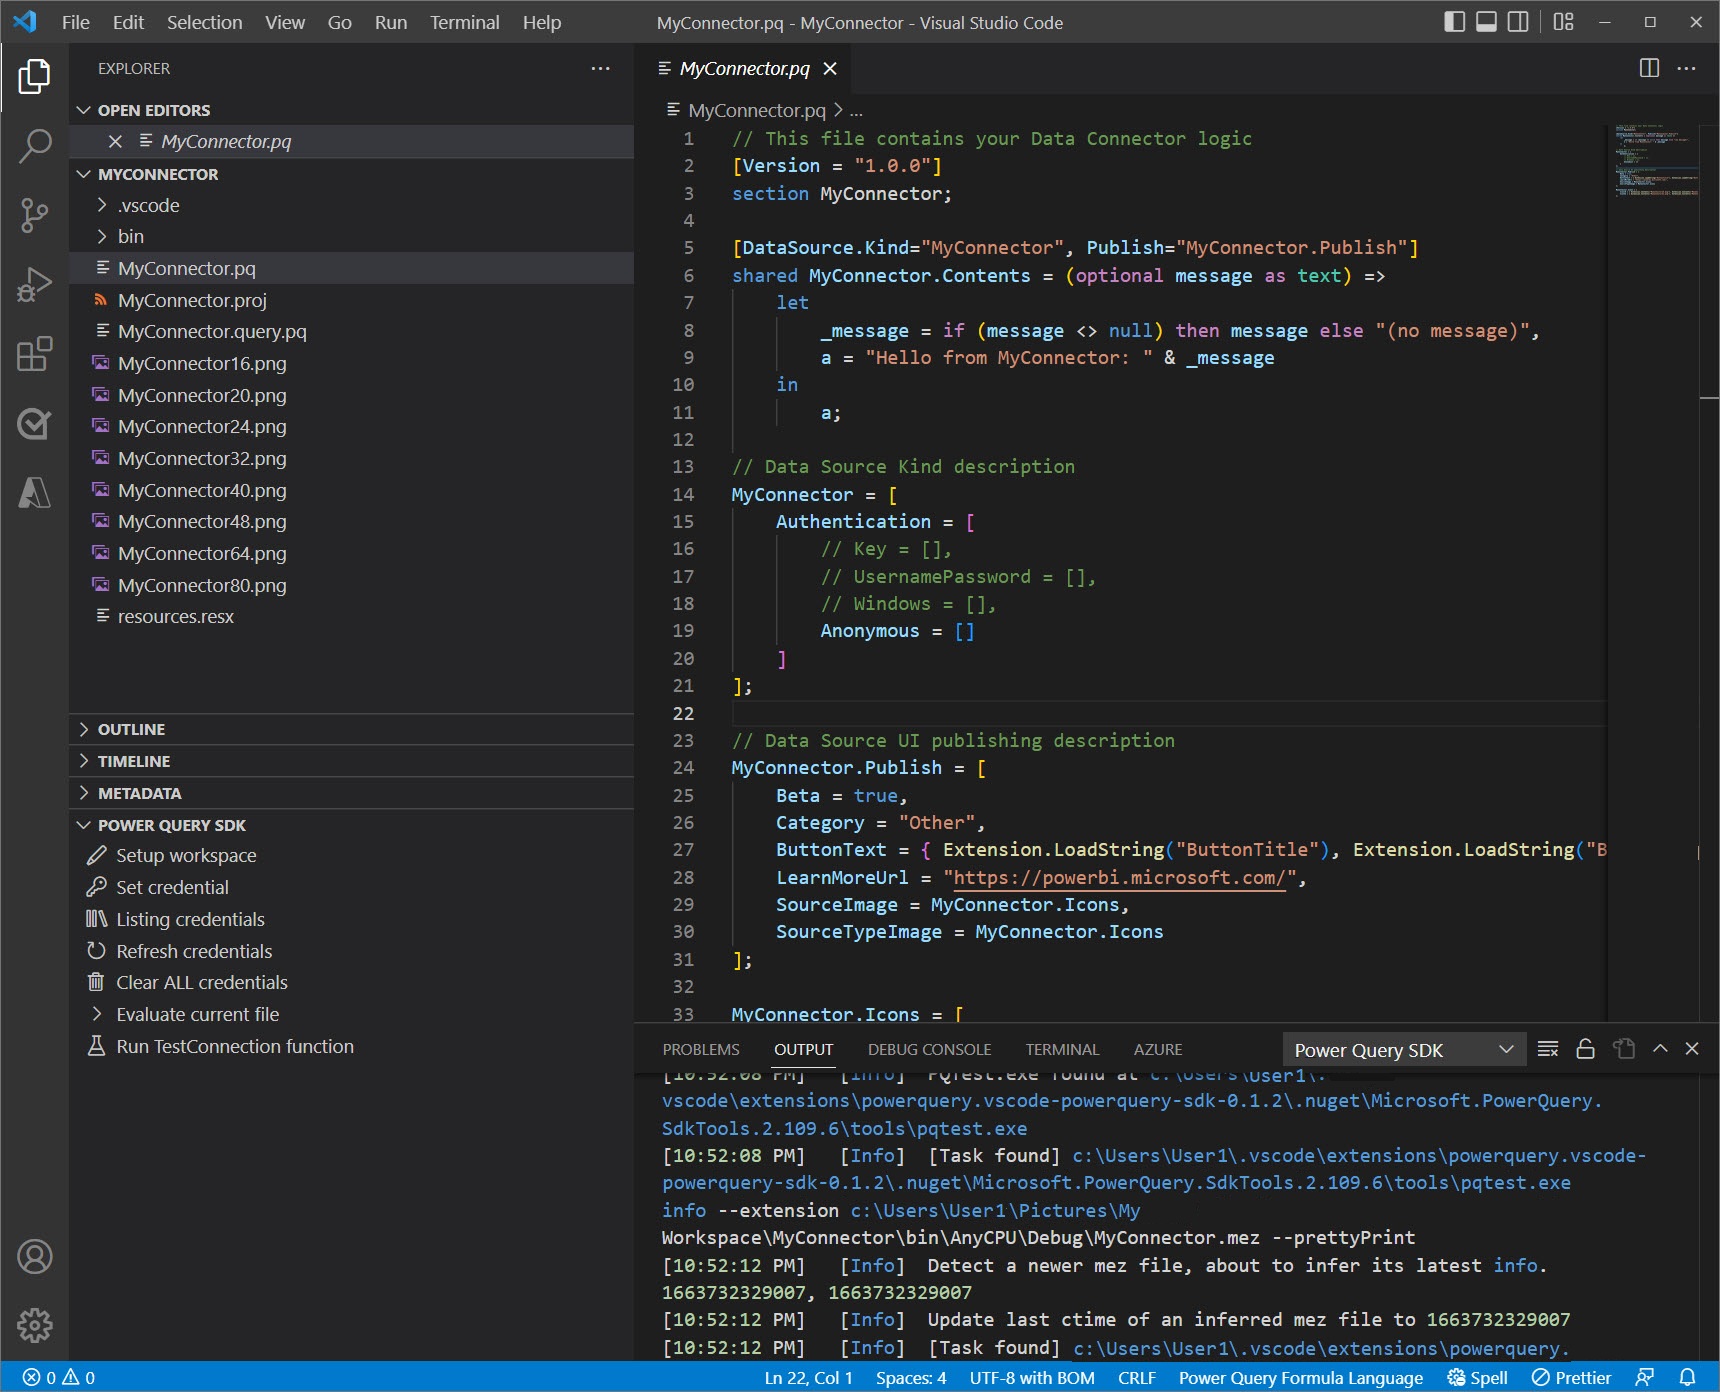 File Edit Selection View Go Run Terminal Help MyConnector.pq - MyConnector - Visual Studio Code
EXPLORER
OPEN EDITORS
MyConnector.pq
MYCONNECTOR
.vscode
bin
MyConnector.pq
MyConnector.proj
MyConnector.query.pq
MyConnector16.png
MyConnector20.png
MyConnector24.png
MyConnector32.png
MyConnector40.png
MyConnector48.png
MyConnector64.png
MyConnector80.png
resources.resx
OUTLINE
TIMELINE
METADATA
POWER QUERY SDK
Setup workspace
Set credential
Listing credentials
Refresh credentials
Clear ALL credentials
Evaluate current file
Run TestConnection function
MyConnector.pq
MyConnector.pq > ...
1 // This file contains your Data Connector logic
2 [Version = "1.0.0"]
3 section MyConnector;
4
5 [DataSource.Kind="MyConnector", Publish="MyConnector.Publish"]
6 shared MyConnector.Contents = (optional message as text) =>
7 let
8 _message = if (message <> null) then message else "(no message)",
9 a = "Hello from MyConnector: " & _message
10 in
11 a;
12
13 // Data Source Kind description
14 MyConnector = [
15 Authentication = [
16 // Key = [],
17 // UsernamePassword = [],
18 // Windows = [],
19 Anonymous = []
20 ]
21 ];
22
23 // Data Source UI publishing description
24 MyConnector.Publish = [
25 Beta = true,
26 Category = "Other",
27 ButtonText = { Extension.LoadString("ButtonTitle"), Extension.LoadString("B
28 LearnMoreUrl = "https://powerbi.microsoft.com/",
29 SourceImage = MyConnector.Icons,
30 SourceTypeImage = MyConnector.Icons
31 ];
32
33 MyConnector.Icons = [
PROBLEMS OUTPUT DEBUG CONSOLE TERMINAL AZURE Power Query SDK
[10:52:08 PM] [Info] PQTest.exe found at c:\Users\User1\.
vscode\extensions\powerquery.vscode-powerquery-sdk-0.1.2\.nuget\Microsoft.PowerQuery.
SdkTools.2.109.6\tools\pqtest.exe
[10:52:08 PM] [Info] [Task found] c:\Users\User1\.vscode\extensions\powerquery.vscode-
powerquery-sdk-0.1.2\.nuget\Microsoft.PowerQuery.SdkTools.2.109.6\tools\pqtest.exe
info --extension c:\Users\User1\Pictures\My
Workspace\MyConnector\bin\AnyCPU\Debug\MyConnector.mez --prettyPrint
[10:52:12 PM] [Info] Detect a newer mez file, about to infer its latest info.
1663732329007, 1663732329007
[10:52:12 PM] [Info] Update last ctime of an inferred mez file to 1663732329007
[10:52:12 PM] [Info] [Task found] c:\Users\User1\.vscode\extensions\powerquery.
0 0 Ln 22, Col 1 Spaces: 4 UTF-8 with BOM CRLF Power Query Formula Language Spell Prettier